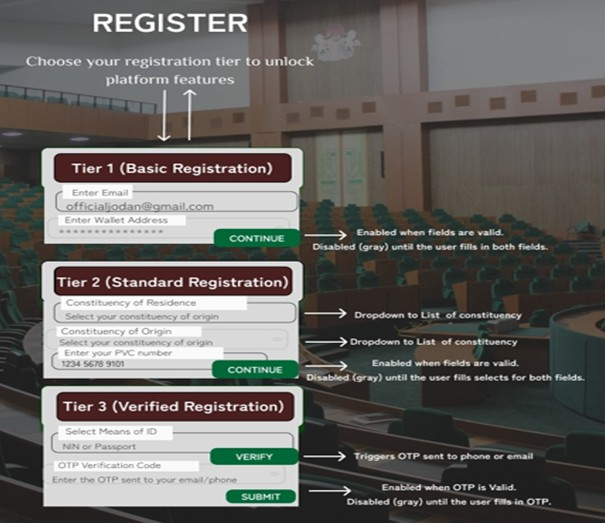 REGISTER
Choose your registration tier to unlock
platform features
Tier 1 (Basic Registration)
Enter Email
officialjodan@gmail.com
Enter Wallet Address
***************
CONTINUE
Enabled when fields are valid.
Disabled (gray) until the user fills in both fields.
Tier 2 (Standard Registration)
Constituency of Residence
Select your constituency of origin
Dropdown to List of constituency
Constituency of Origin
Select your constituency of origin
Dropdown to List of constituency
Enter your PVC number
1234 5678 9101
CONTINUE
Enabled when fields are valid.
Disabled (gray) until the user fills selects for both fields.
Tier 3 (Verified Registration)
Select Means of ID
NIN or Passport
VERIFY
Triggers OTP sent to phone or email
OTP Verification Code
Enter the OTP sent to your email/phone
SUBMIT
Enabled when OTP is Valid.
Disabled (gray) until the user fills in OTP.